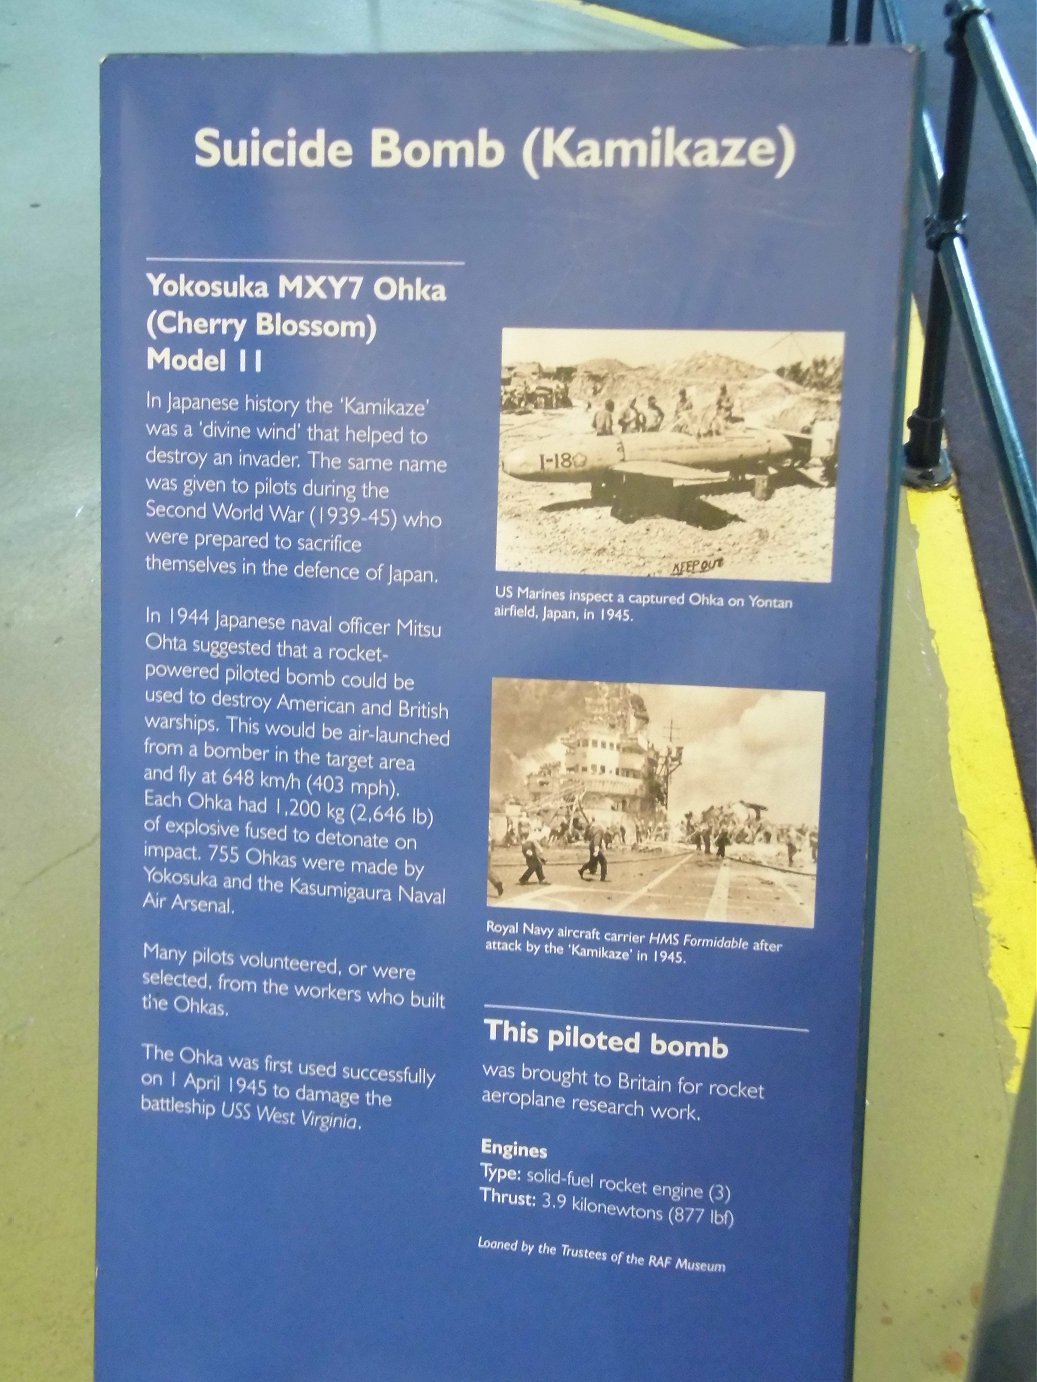 Suicide Bomb (Kamikaze)
Yokosuka MXY7 Ohka
(Cherry Blossom)
Model 11
In Japanese history the 'Kamikaze'
was a 'divine wind' that helped to
destroy an invader. The same name
was given to pilots during the
Second World War (1939-45) who
were prepared to sacrifice
themselves in the defence of Japan.
In 1944 Japanese naval officer Mitsu
Ohta suggested that a rocket-
powered piloted bomb could be
used to destroy American and British
warships. This would be air-launched
from a bomber in the target area
and fly at 648 km/h (403 mph).
Each Ohka had 1,200 kg (2,646 lb)
of explosive fused to detonate on
impact. 755 Ohkas were made by
Yokosuka and the Kasumigaura Naval
Air Arsenal.
Many pilots volunteered, or were
selected, from the workers who built
the Ohkas.
The Ohka was first used successfully
on 1 April 1945 to damage the
battleship USS West Virginia.
I-18
KEEP OUT
US Marines inspect a captured Ohka on Yontan
airfield, Japan, in 1945.
Royal Navy aircraft carrier HMS Formidable after
attack by the 'Kamikaze' in 1945.
This piloted bomb
was brought to Britain for rocket
aeroplane research work.
Engines
Type: solid-fuel rocket engine (3)
Thrust: 3.9 kilonewtons (877 lbf)
Loaned by the Trustees of the RAF Museum